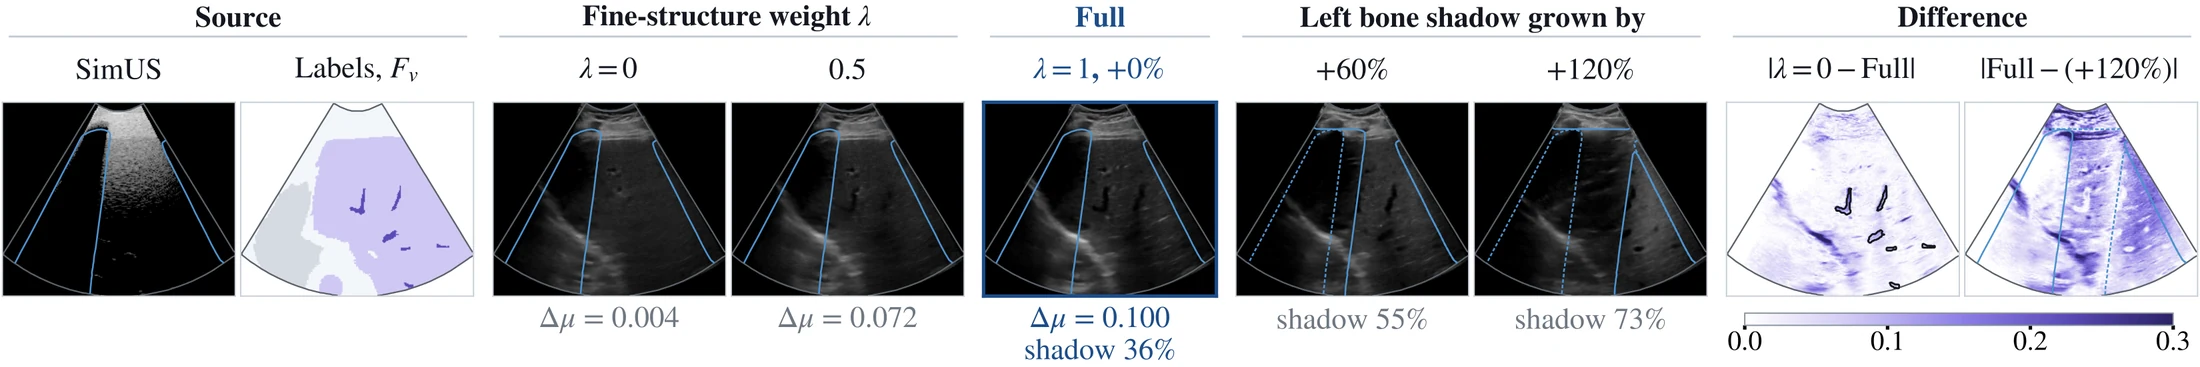 Source
Fine-structure weight λ
Full
Left bone shadow grown by
Difference
SimUS
Labels, Fᵥ
λ = 0
0.5
λ = 1, +0%
+60%
+120%
|λ = 0 − Full|
|Full − (+120%)|
Δμ = 0.004
Δμ = 0.072
Δμ = 0.100
shadow 36%
shadow 55%
shadow 73%
0.0 0.1 0.2 0.3